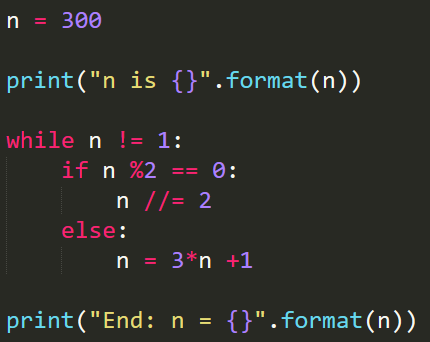 n = 300
print("n is {}".format(n))
while n != 1:
    if n %2 == 0:
        n //= 2
    else:
        n = 3*n +1
print("End: n = {}".format(n))